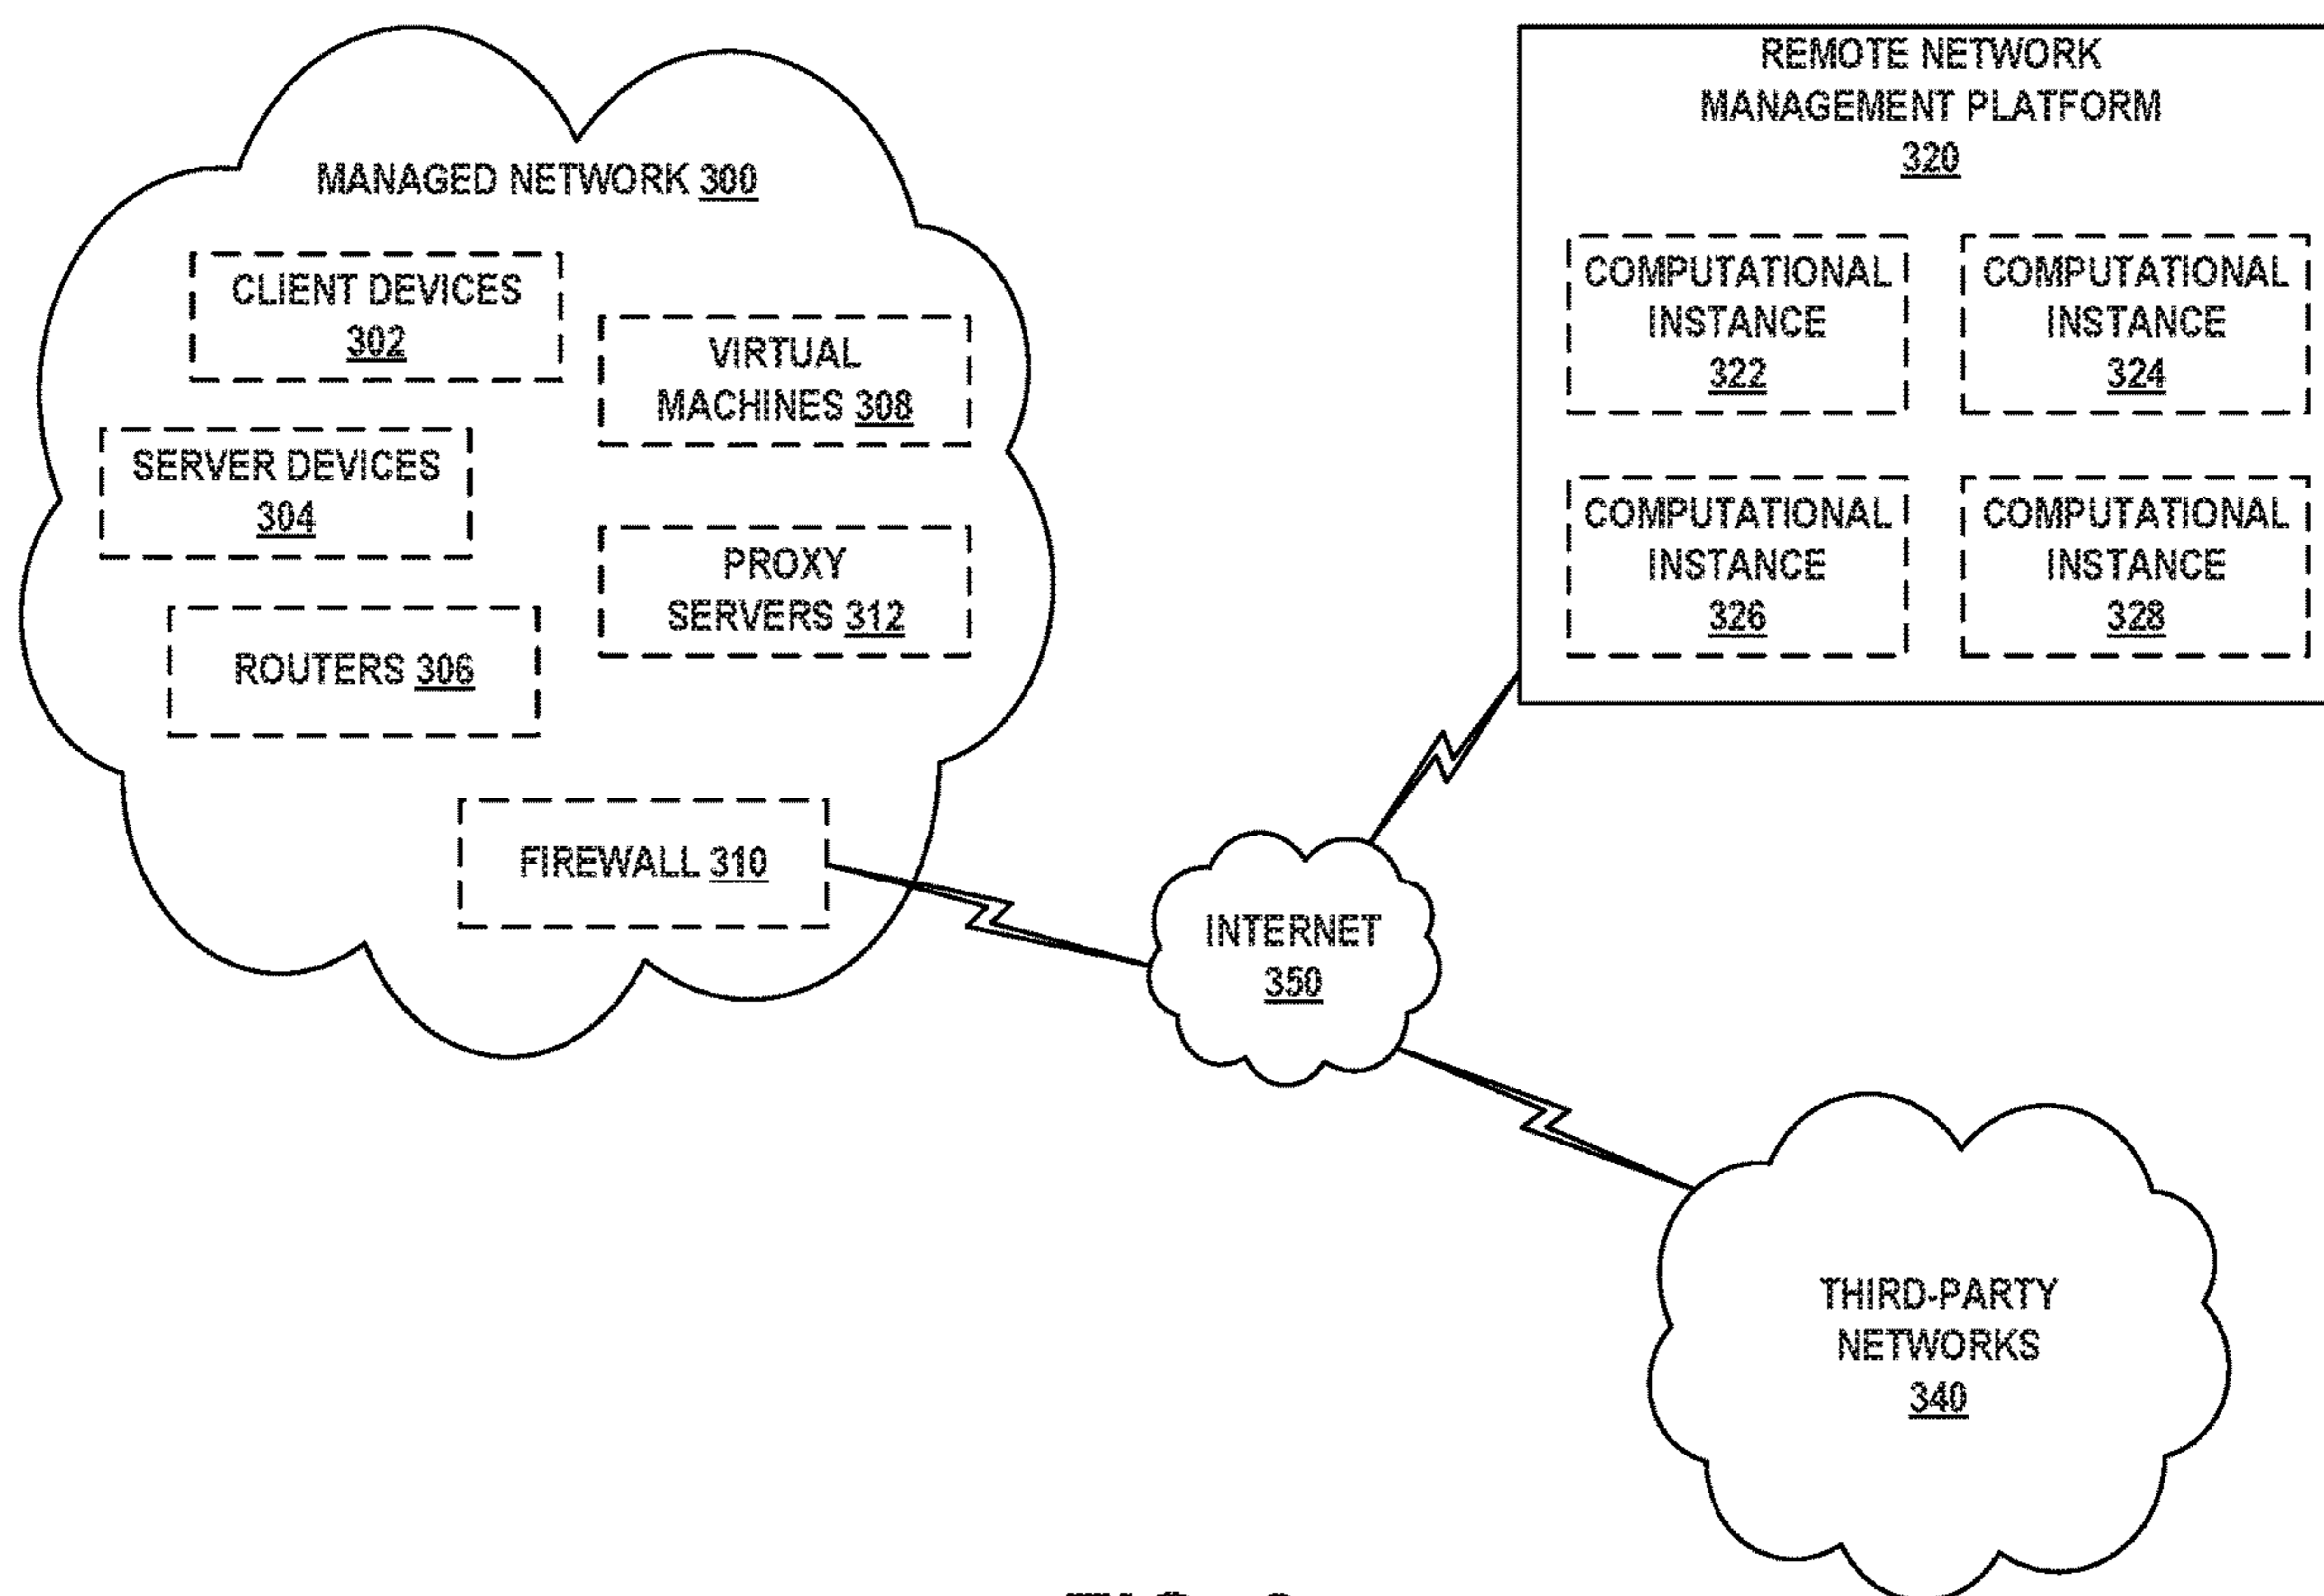 MANAGED NETWORK 300
CLIENT DEVICES
302
VIRTUAL
MACHINES 308
SERVER DEVICES
304
PROXY
SERVERS 312
ROUTERS 306
FIREWALL 310
REMOTE NETWORK
MANAGEMENT PLATFORM
320
COMPUTATIONAL
INSTANCE
322
COMPUTATIONAL
INSTANCE
324
COMPUTATIONAL
INSTANCE
326
COMPUTATIONAL
INSTANCE
328
INTERNET
350
THIRD-PARTY
NETWORKS
340